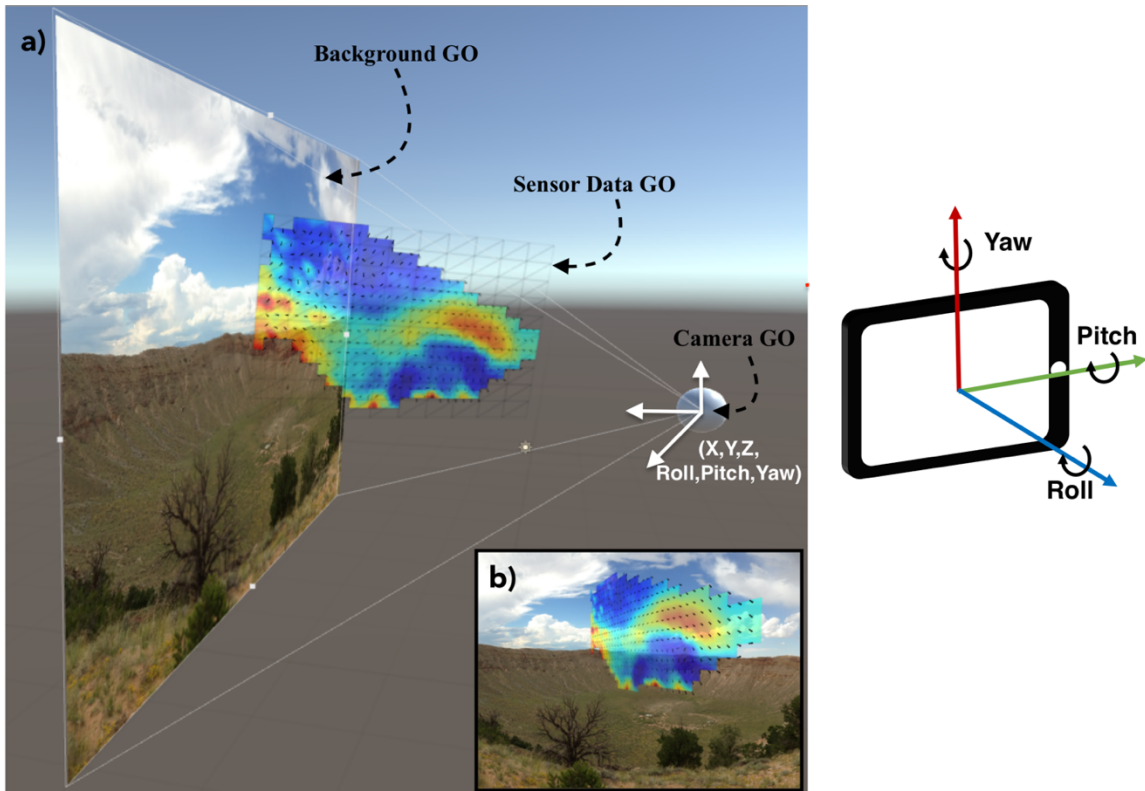 a)
Background GO
Sensor Data GO
Camera GO
(X,Y,Z,
Roll,Pitch,Yaw)
b)
Yaw
Pitch
Roll